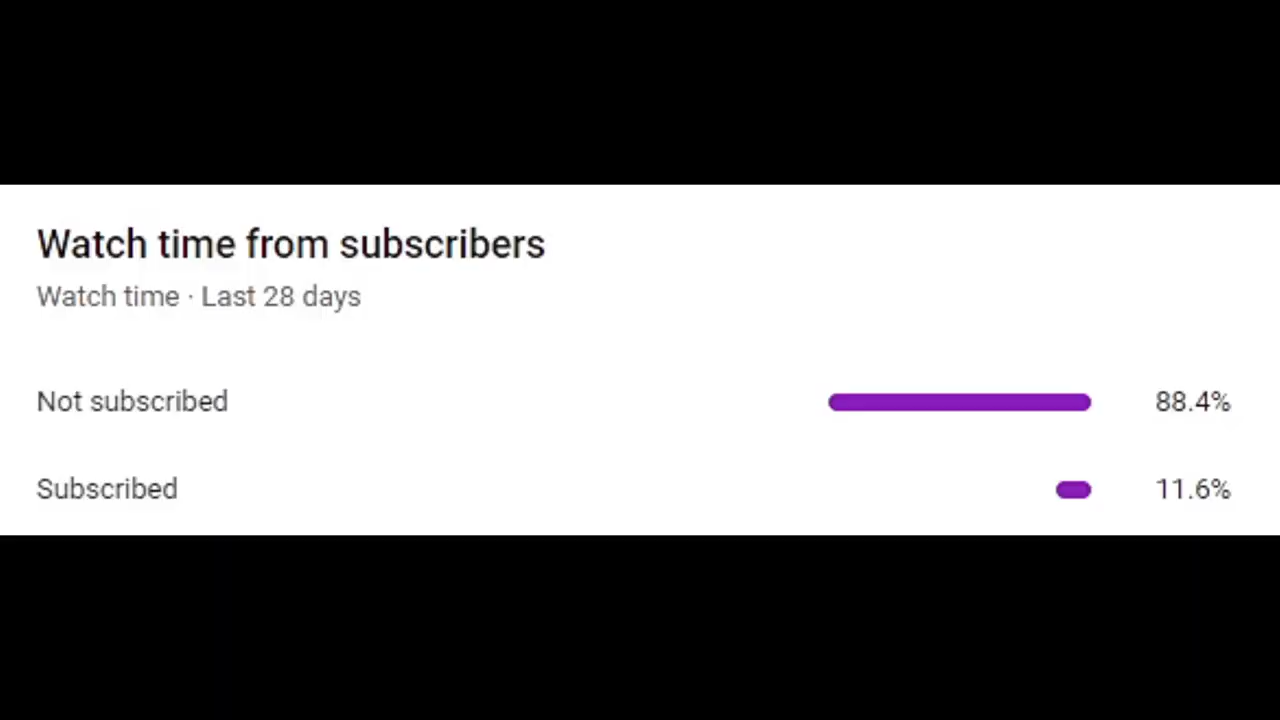 Watch time from subscribers
Watch time · Last 28 days
Not subscribed 88.4%
Subscribed 11.6%